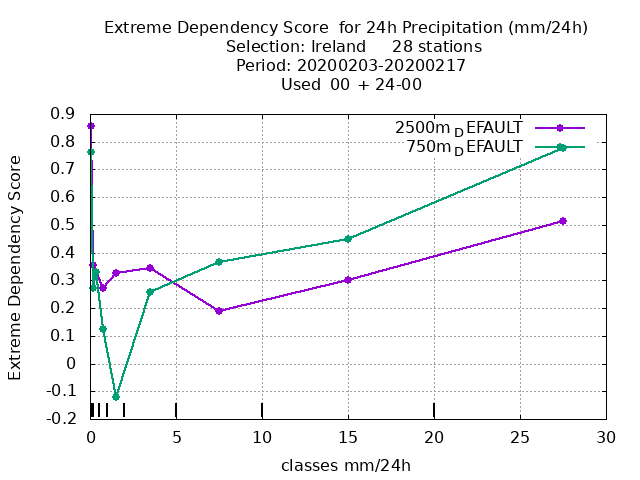 Extreme Dependency Score  for 24h Precipitation (mm/24h)
Selection: Ireland     28 stations
Period: 20200203-20200217
Used  00 + 24-00
2500m_DEFAULT
750m_DEFAULT
Extreme Dependency Score
0.9
0.8
0.7
0.6
0.5
0.4
0.3
0.2
0.1
0
-0.1
-0.2
0 5 10 15 20 25 30
classes mm/24h